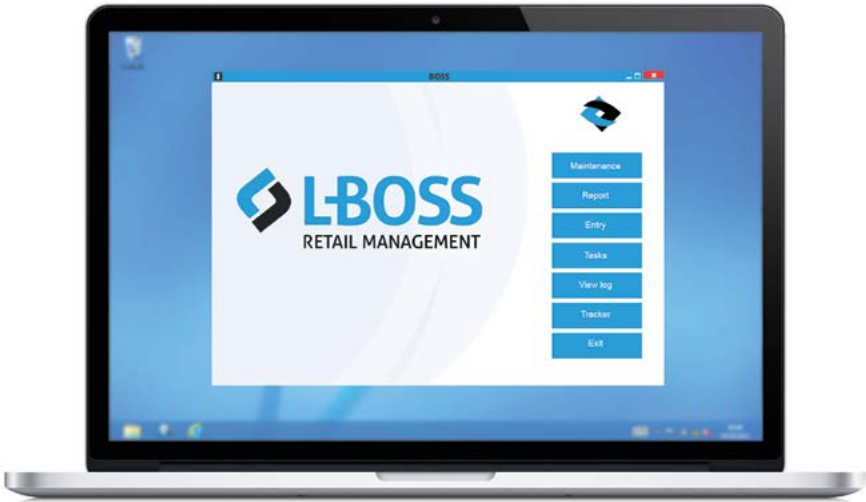 BOSS
L-BOSS
RETAIL MANAGEMENT
Maintenance
Report
Entry
Tasks
View log
Tracker
Exit